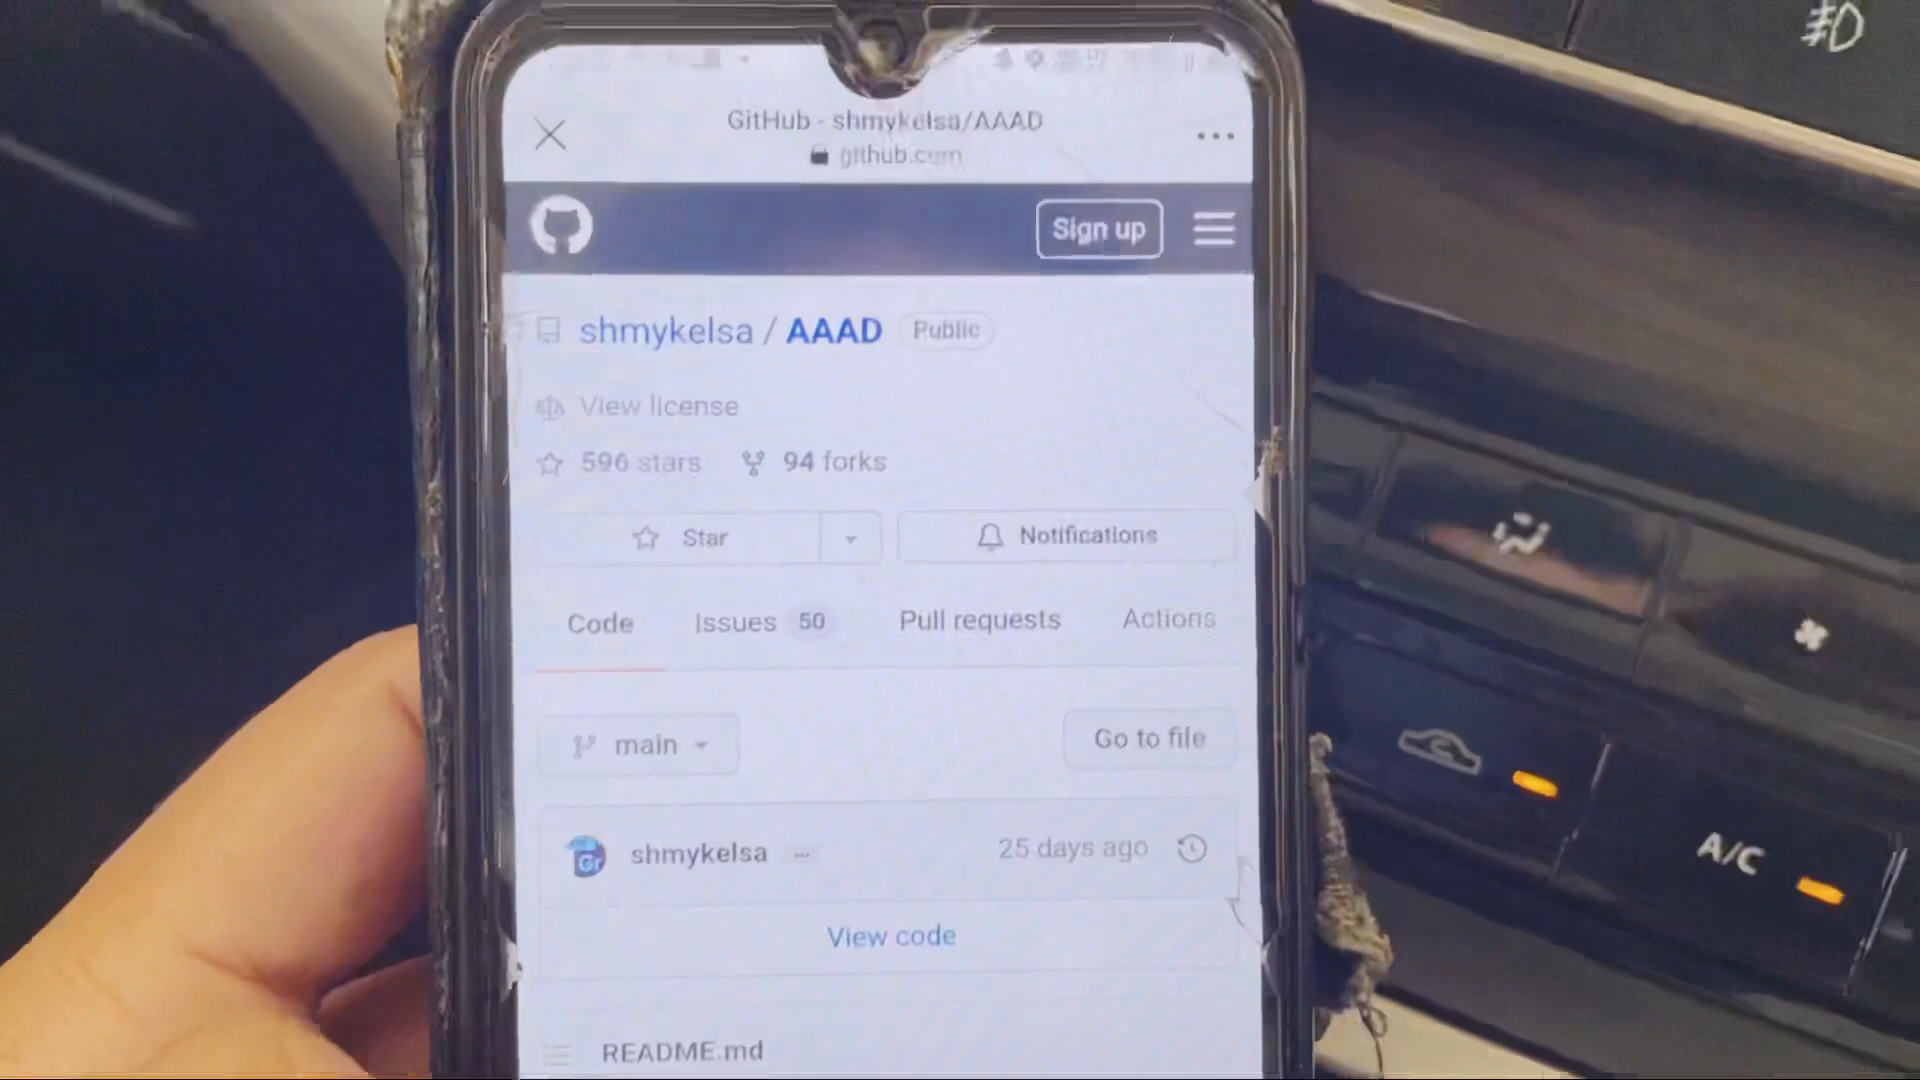 GitHub - shmykelsa/AAAD
github.com
Sign up
shmykelsa / AAAD Public
View license
596 stars 94 forks
Star Notifications
Code Issues 50 Pull requests Actions
main Go to file
Gr shmykelsa ... 25 days ago
View code
README.md
A/C